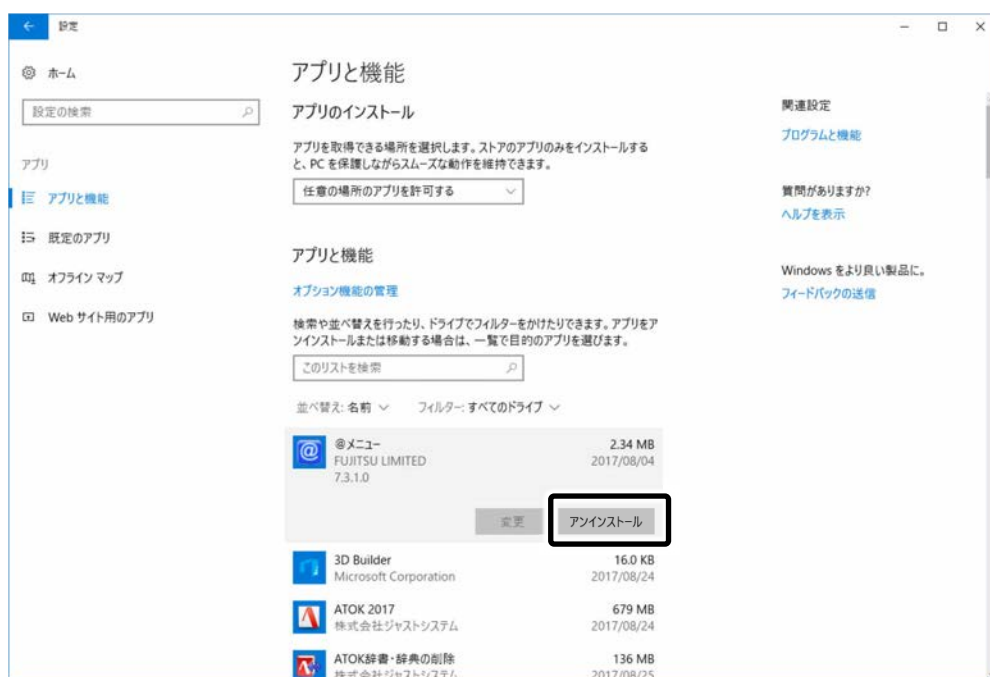 設定
ホーム
設定の検索
アプリ
アプリと機能
既定のアプリ
オフライン マップ
Web サイト用のアプリ
アプリと機能
アプリのインストール
アプリを取得できる場所を選択します。ストアのアプリのみをインストールする
と、PC を保護しながらスムーズな動作を維持できます。
任意の場所のアプリを許可する
アプリと機能
オプション機能の管理
検索や並べ替えを行ったり、ドライブでフィルターをかけたりできます。アプリをア
ンインストールまたは移動する場合は、一覧で目的のアプリを選びます。
このリストを検索
並べ替え: 名前 フィルター: すべてのドライブ
@メニュー 2.34 MB
FUJITSU LIMITED 2017/08/04
7.3.1.0
変更 アンインストール
3D Builder 16.0 KB
Microsoft Corporation 2017/08/24
ATOK 2017 679 MB
株式会社ジャストシステム 2017/08/24
ATOK辞書・辞典の削除 136 MB
株式会社ジャストシステム 2017/08/25
関連設定
プログラムと機能
質問がありますか?
ヘルプを表示
Windows をより良い製品に。
フィードバックの送信